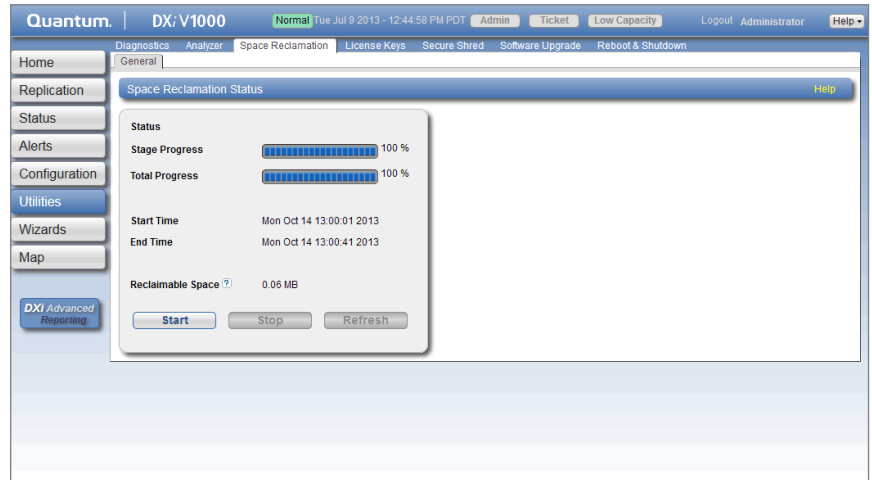 Quantum. DXi V1000 Normal Tue Jul 9 2013 - 12:44:58 PM PDT Admin Ticket Low Capacity Logout Administrator Help
Diagnostics Analyzer Space Reclamation License Keys Secure Shred Software Upgrade Reboot & Shutdown
General
Home
Replication
Status
Alerts
Configuration
Utilities
Wizards
Map
DXi Advanced
Reporting
Space Reclamation Status Help
Status
Stage Progress 100 %
Total Progress 100 %
Start Time Mon Oct 14 13:00:01 2013
End Time Mon Oct 14 13:00:41 2013
Reclaimable Space ? 0.06 MB
Start Stop Refresh